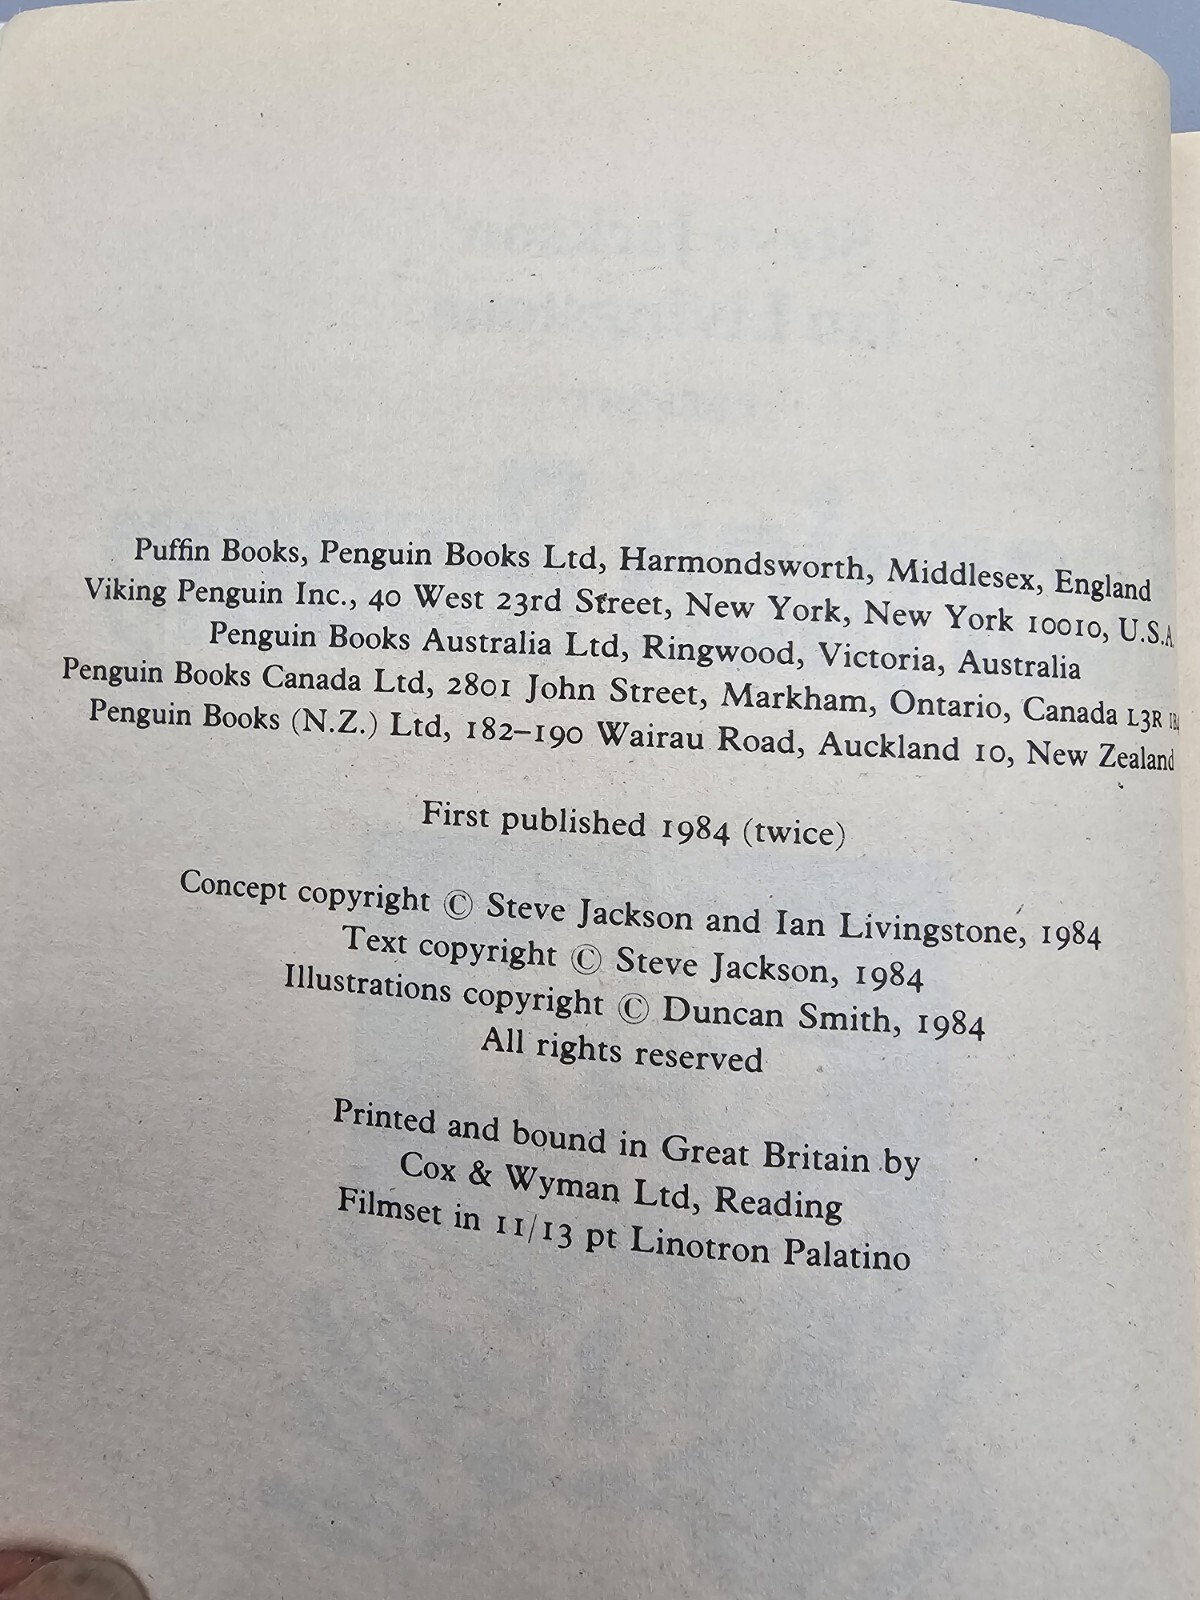 Puffin Books, Penguin Books Ltd, Harmondsworth, Middlesex, England
Viking Penguin Inc., 40 West 23rd Street, New York, New York 10010, U.S.A
Penguin Books Australia Ltd, Ringwood, Victoria, Australia
Penguin Books Canada Ltd, 2801 John Street, Markham, Ontario, Canada L3R
Penguin Books (N.Z.) Ltd, 182–190 Wairau Road, Auckland 10, New Zealand
First published 1984 (twice)
Concept copyright © Steve Jackson and Ian Livingstone, 1984
Text copyright © Steve Jackson, 1984
Illustrations copyright © Duncan Smith, 1984
All rights reserved
Printed and bound in Great Britain by
Cox & Wyman Ltd, Reading
Filmset in 11/13 pt Linotron Palatino